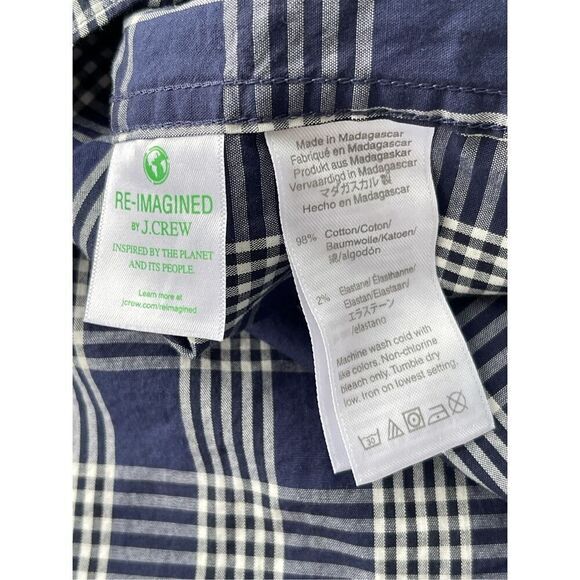 RE-IMAGINED
BY J.CREW
INSPIRED BY THE PLANET
AND ITS PEOPLE.
Learn more at
jcrew.com/reimagined
Made in Madagascar
Fabriqué en Madagascar
Produkt aus Madagaskar
Vervaardigd in Madagascar
マダガスカル製
Hecho en Madagascar
98% Cotton/Coton/
Baumwolle/Katoen/
綿/algodón
2% Elastane/Élasthanne/
Elastan/Elastaan/
エラステーン/
/elastano
Machine wash cold with
like colors. Non-chlorine
bleach only. Tumble dry
low. Iron on lowest setting.
30